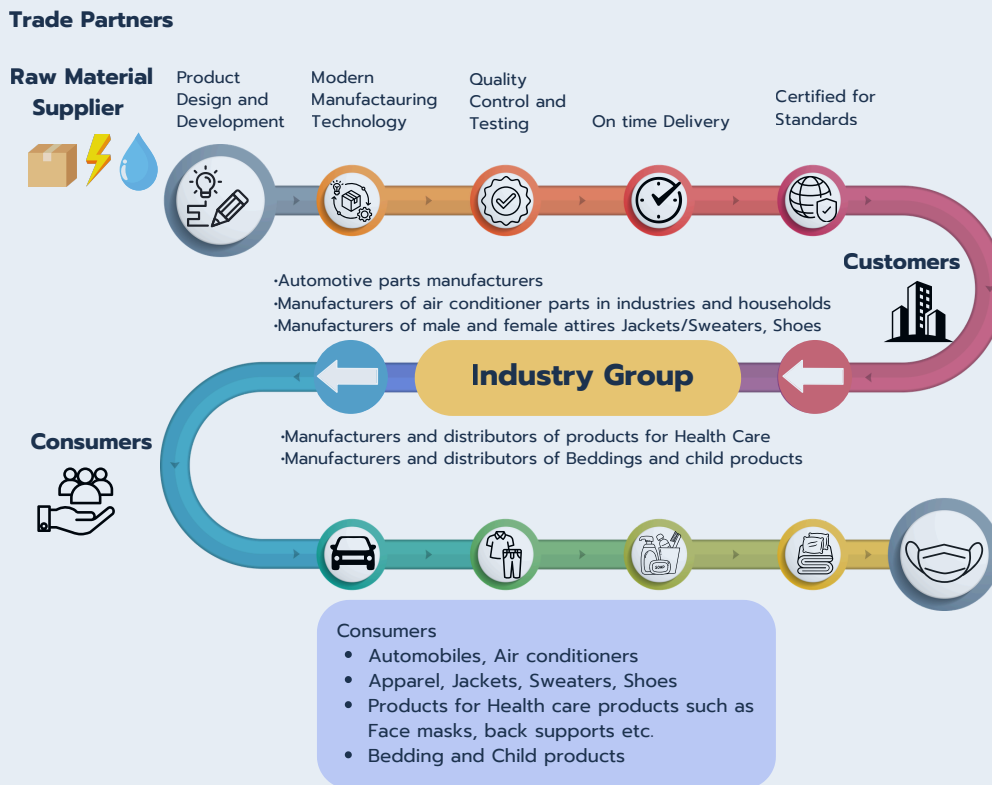 Trade Partners
Raw Material
Supplier
Product
Design and
Development
Modern
Manufactauring
Technology
Quality
Control and
Testing
On time Delivery
Certified for
Standards
Customers
•Automotive parts manufacturers
•Manufacturers of air conditioner parts in industries and households
•Manufacturers of male and female attires Jackets/Sweaters, Shoes
Industry Group
•Manufacturers and distributors of products for Health Care
•Manufacturers and distributors of Beddings and child products
Consumers
SOAP
Consumers
• Automobiles, Air conditioners
• Apparel, Jackets, Sweaters, Shoes
• Products for Health care products such as
Face masks, back supports etc.
• Bedding and Child products